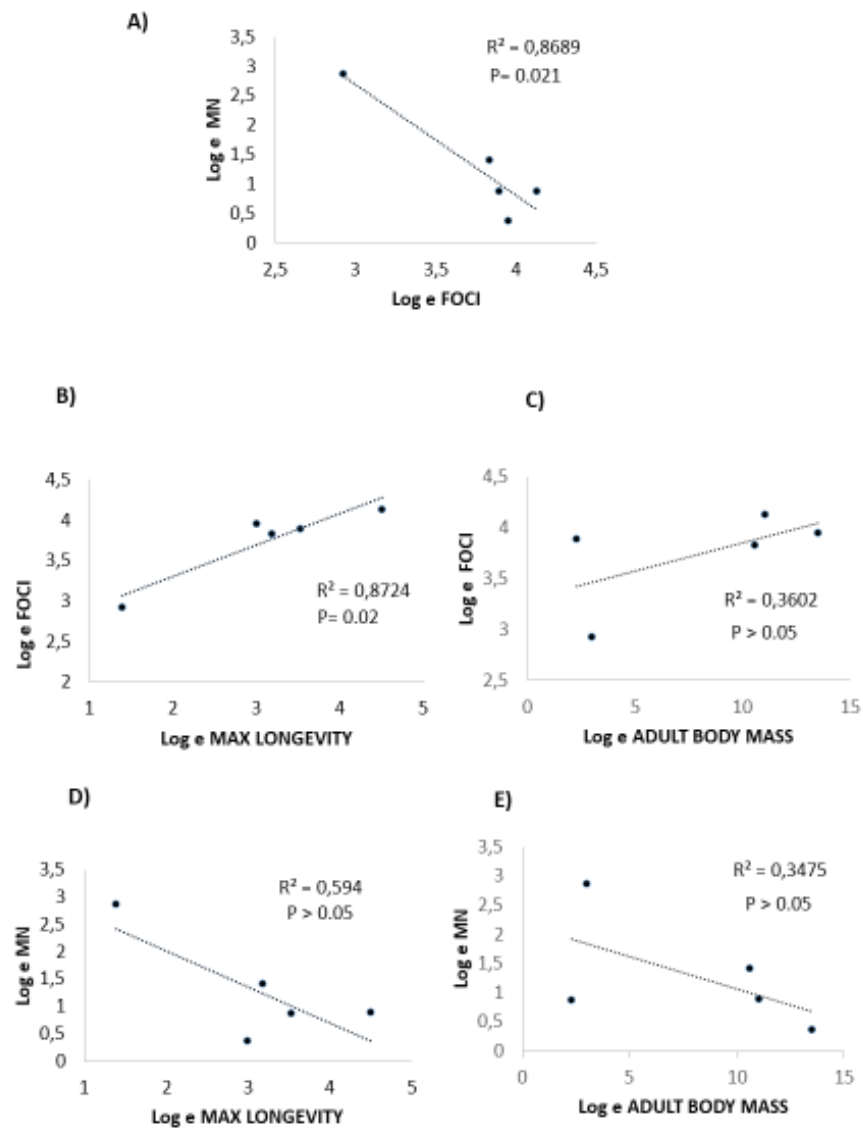 A)
R² = 0,8689
P= 0.021
Log e MN
3,5
3
2,5
2
1,5
1
0,5
0
2,5 3 3,5 4 4,5
Log e FOCI
B)
Log e FOCI
4,5
4
3,5
3
2,5
2
R² = 0,8724
P= 0.02
1 2 3 4 5
Log e MAX LONGEVITY
C)
Log e FOCI
4,5
4
3,5
3
2,5
R² = 0,3602
P > 0.05
0 5 10 15
Log e ADULT BODY MASS
D)
Log e MN
3,5
3
2,5
2
1,5
1
0,5
0
R² = 0,594
P > 0.05
1 2 3 4 5
Log e MAX LONGEVITY
E)
Log e MN
3,5
3
2,5
2
1,5
1
0,5
0
R² = 0,3475
P > 0.05
0 5 10 15
Log e ADULT BODY MASS